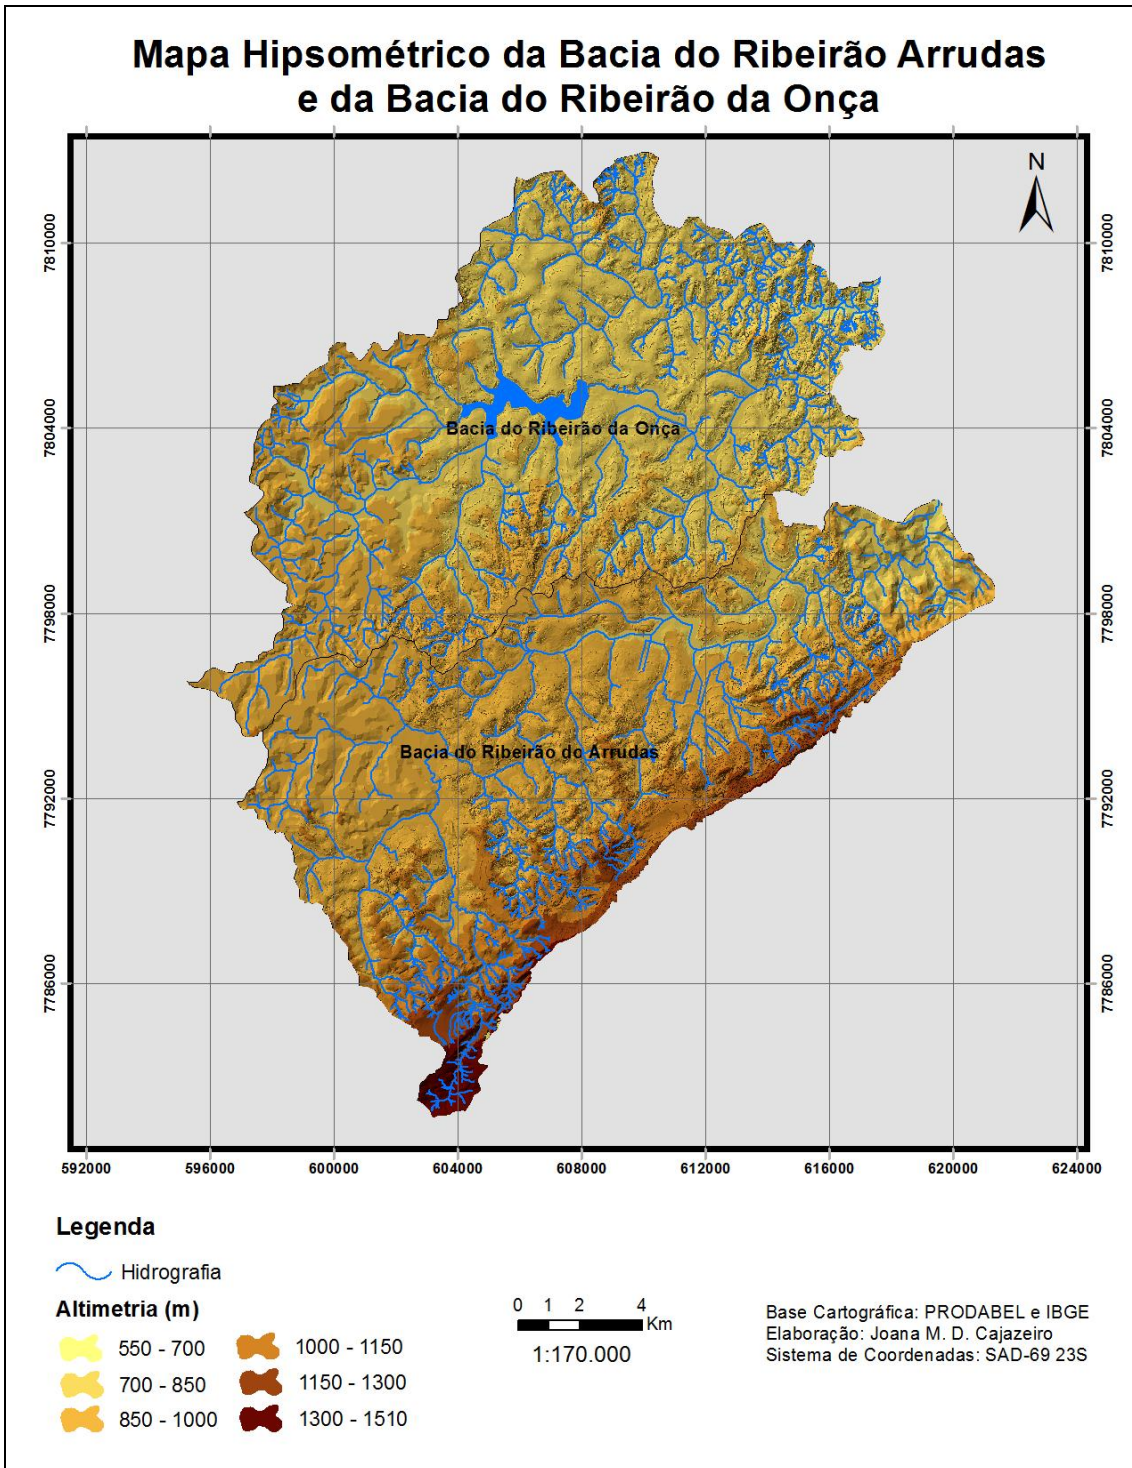 Mapa Hipsométrico da Bacia do Ribeirão Arrudas
e da Bacia do Ribeirão da Onça
N
7810000
7810000
7804000
7804000
Bacia do Ribeirão da Onça
7798000
7798000
Bacia do Ribeirão do Arrudas
7792000
7792000
7786000
7786000
592000 596000 600000 604000 608000 612000 616000 620000 624000
Legenda
Hidrografia
Altimetria (m)
550 - 700
700 - 850
850 - 1000
1000 - 1150
1150 - 1300
1300 - 1510
0 1 2 4
Km
1:170.000
Base Cartográfica: PRODABEL e IBGE
Elaboração: Joana M. D. Cajazeiro
Sistema de Coordenadas: SAD-69 23S